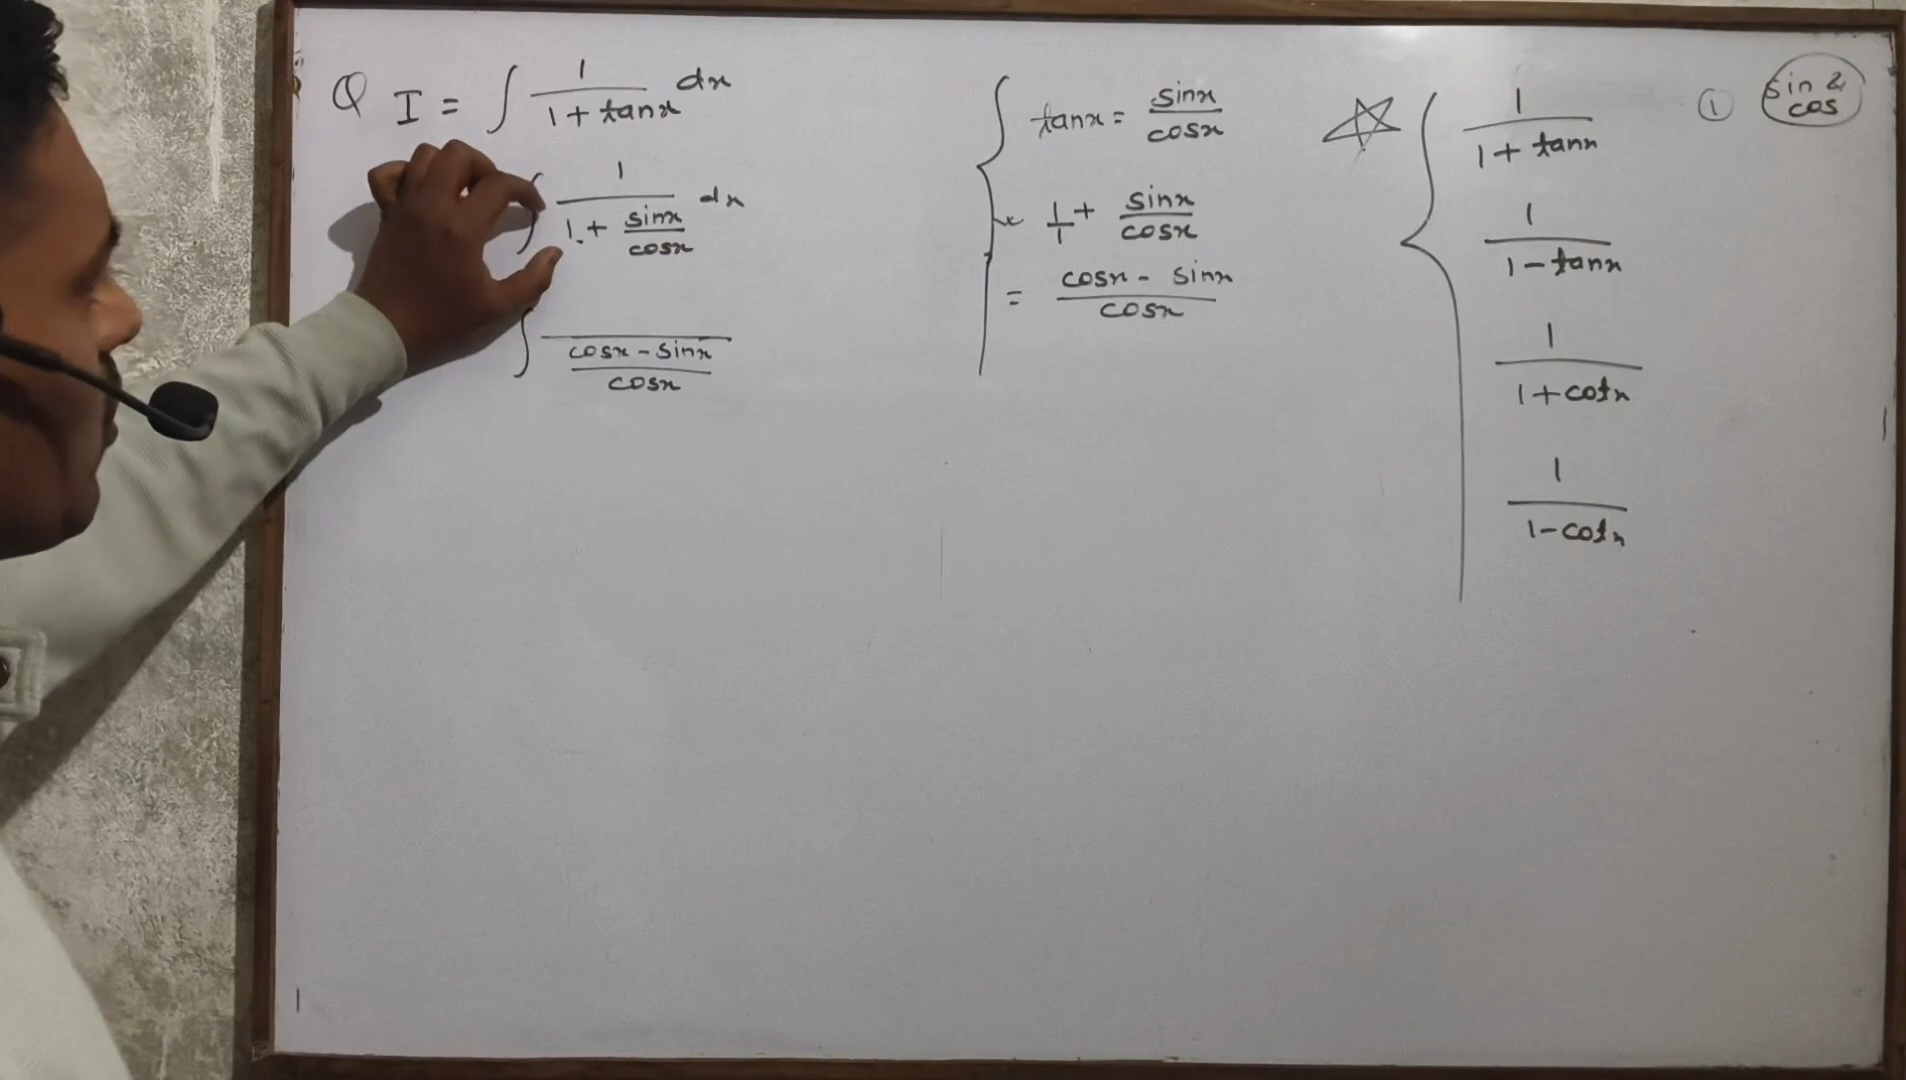 Q I = ∫ 1/(1 + tanx) dx
∫ 1/(1 + sinx/cosx) dx
∫ /((cosx - sinx)/cosx)
tanx = sinx/cosx
1/1 + sinx/cosx
= (cosx - sinx)/cosx
1/(1 + tanx)
1/(1 - tanx)
1/(1 + cotx)
1/(1 - cotx)
① sin &
cos